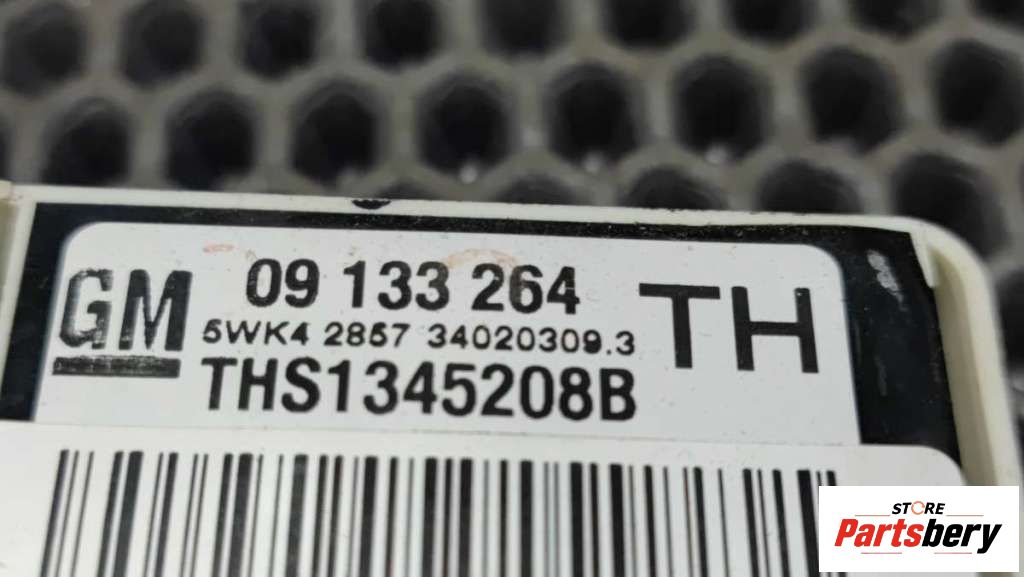 GM
09 133 264
5WK4 2857 34020309.3
THS1345208B
TH
STORE
Partsbery